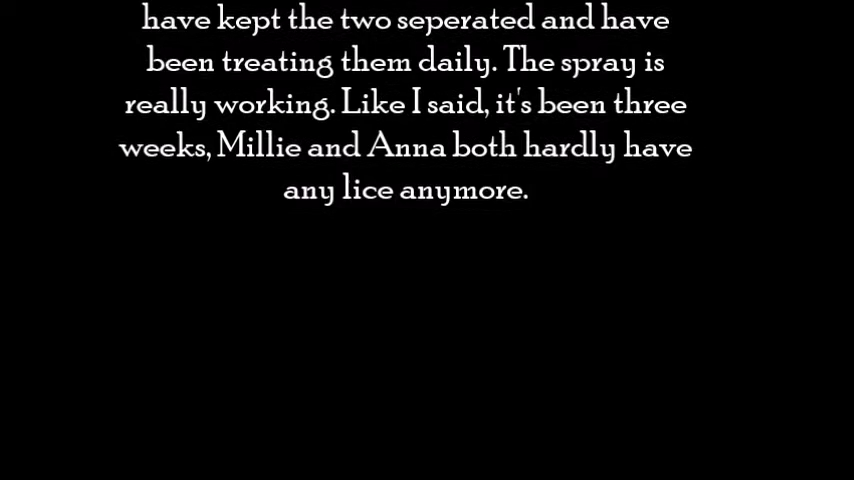 have kept the two seperated and have
been treating them daily. The spray is
really working. Like I said, it's been three
weeks, Millie and Anna both hardly have
any lice anymore.